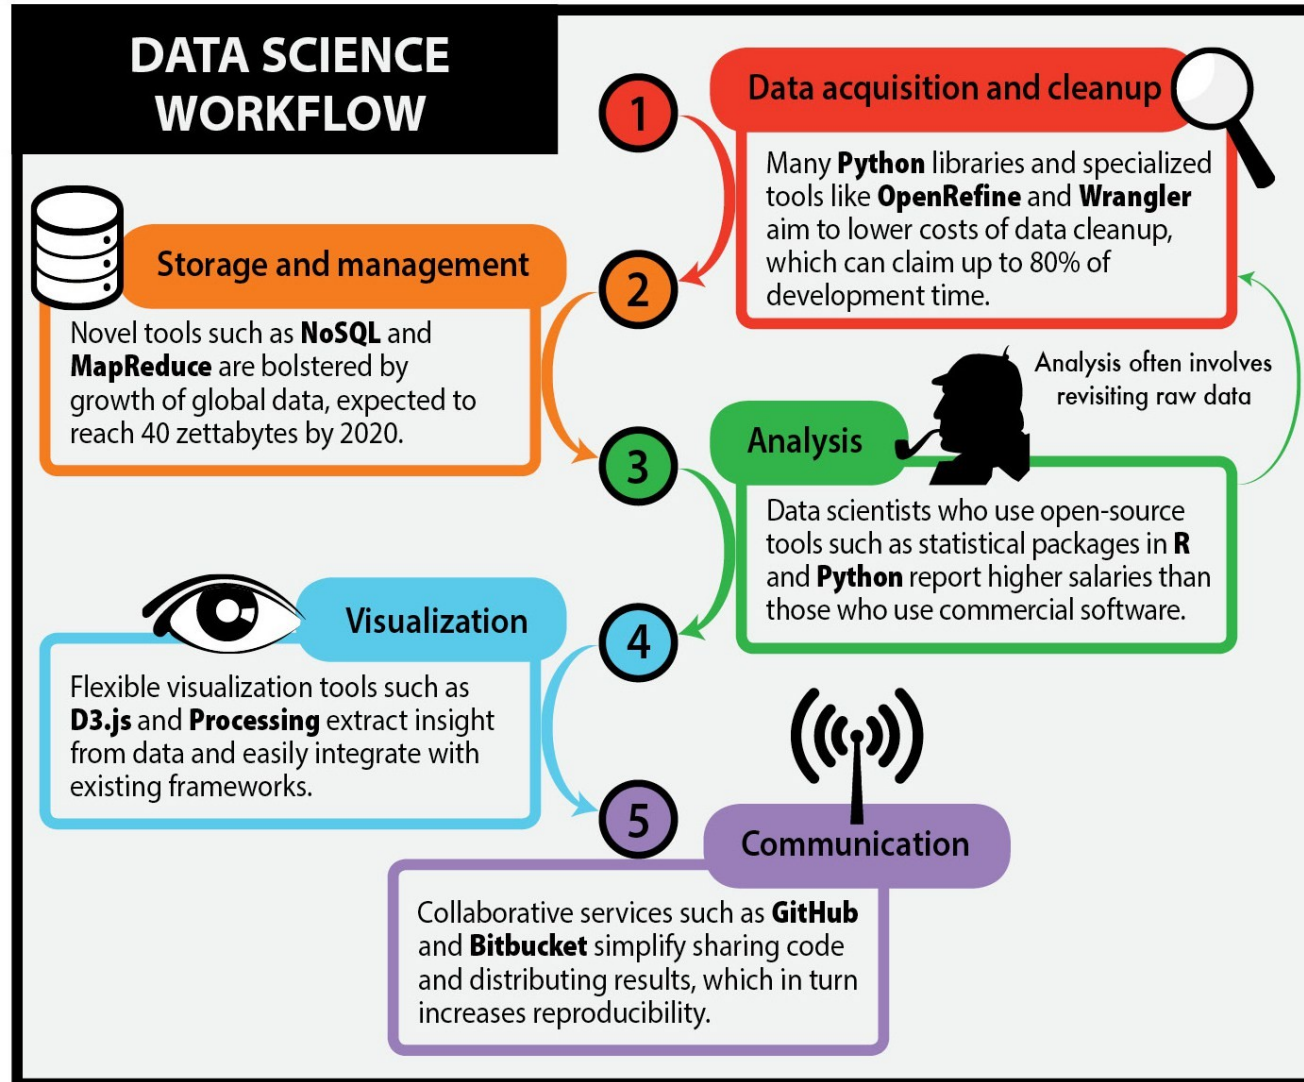 DATA SCIENCE
WORKFLOW
1
Data acquisition and cleanup
Many Python libraries and specialized
tools like OpenRefine and Wrangler
aim to lower costs of data cleanup,
which can claim up to 80% of
development time.
2
Storage and management
Novel tools such as NoSQL and
MapReduce are bolstered by
growth of global data, expected to
reach 40 zettabytes by 2020.
Analysis often involves
revisiting raw data
3
Analysis
Data scientists who use open-source
tools such as statistical packages in R
and Python report higher salaries than
those who use commercial software.
4
Visualization
Flexible visualization tools such as
D3.js and Processing extract insight
from data and easily integrate with
existing frameworks.
5
Communication
Collaborative services such as GitHub
and Bitbucket simplify sharing code
and distributing results, which in turn
increases reproducibility.